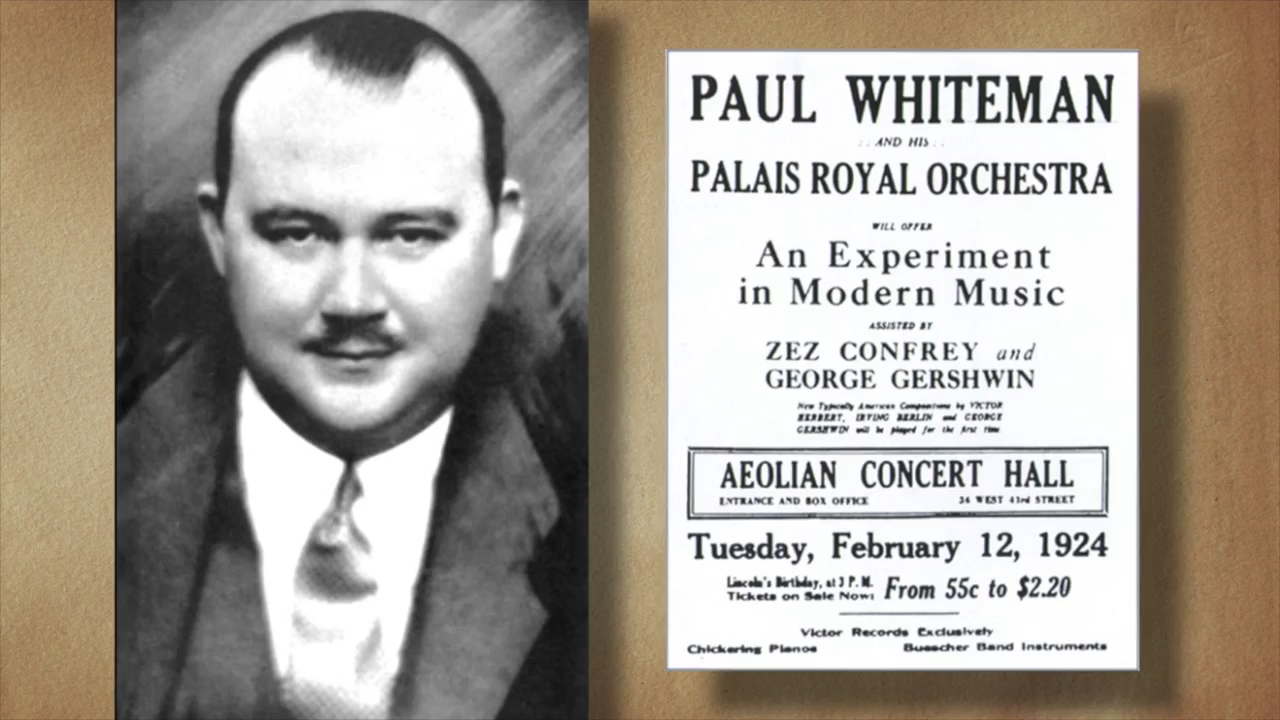 PAUL WHITEMAN
AND HIS
PALAIS ROYAL ORCHESTRA
WILL OFFER
An Experiment
in Modern Music
ASSISTED BY
ZEZ CONFREY and
GEORGE GERSHWIN
New Typically American Compositions by VICTOR
HERBERT, IRVING BERLIN and GEORGE
GERSHWIN will be played for the first time.
AEOLIAN CONCERT HALL
ENTRANCE AND BOX OFFICE 34 WEST 43rd STREET
Tuesday, February 12, 1924
Lincoln's Birthday, at 3 P. M.
Tickets on Sale Now: From 55c to $2.20
Victor Records Exclusively
Chickering Pianos Buescher Band Instruments